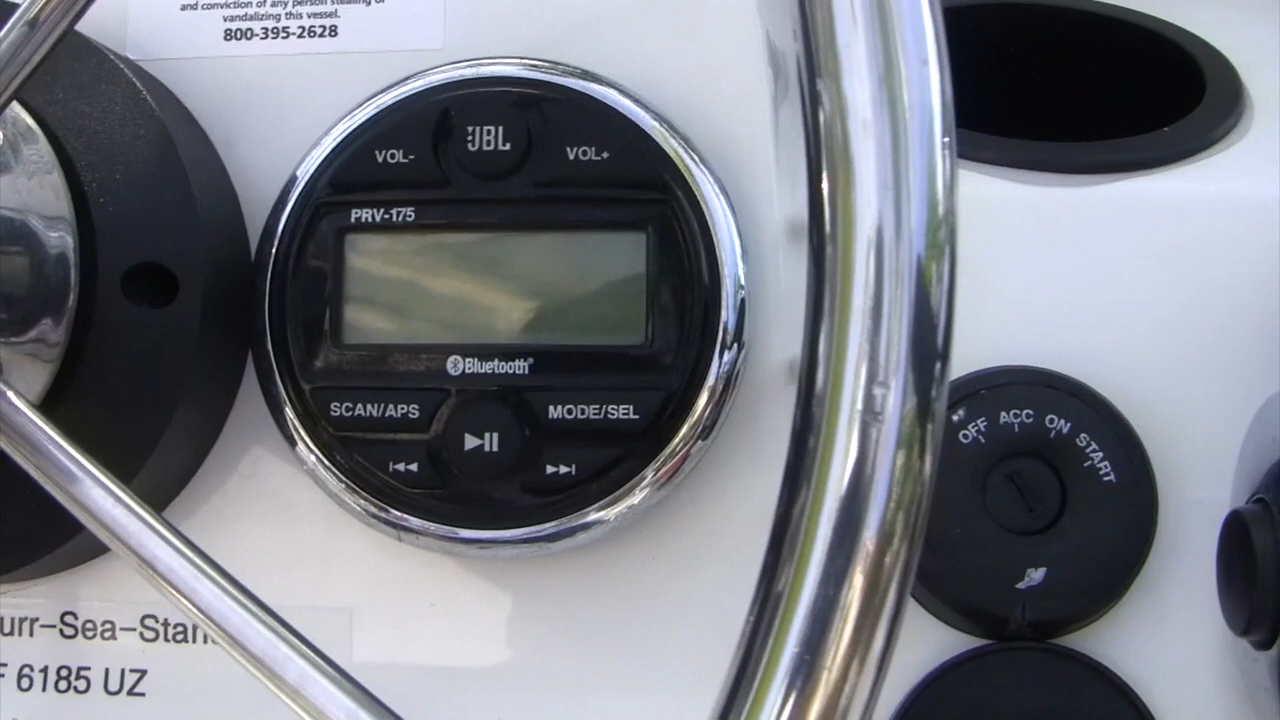 and conviction of any person stealing or
vandalizing this vessel.
800-395-2628
JBL
VOL- VOL+
PRV-175
Bluetooth®
SCAN/APS MODE/SEL
OFF ACC ON START
urr-Sea-Stan
F 6185 UZ